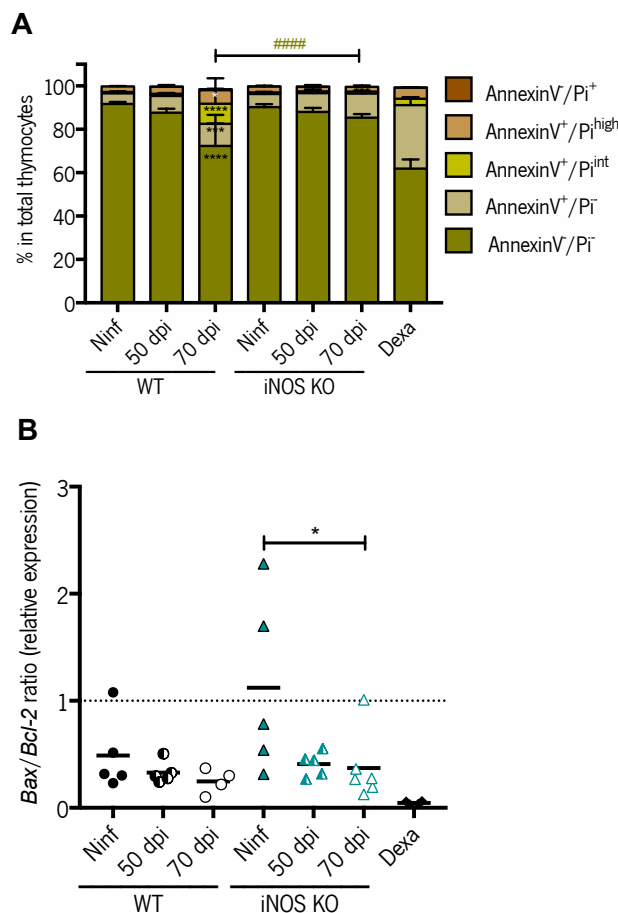 A
####
% in total thymocytes
100
80
60
40
20
0
*
****
***
****
AnnexinV-/Pi+
AnnexinV+/Pihigh
AnnexinV+/Piint
AnnexinV+/Pi-
AnnexinV-/Pi-
Ninf
50 dpi
70 dpi
Ninf
50 dpi
70 dpi
Dexa
WT
iNOS KO
B
Bax/Bcl-2 ratio (relative expression)
3
2
1
0
*
Ninf
50 dpi
70 dpi
Ninf
50 dpi
70 dpi
Dexa
WT
iNOS KO